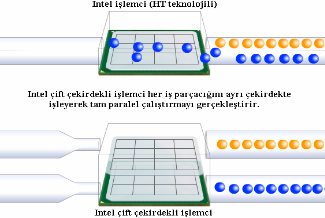 Intel işlemci (HT teknolojili)
Intel çift çekirdekli işlemci her iş parçacığını ayrı çekirdekte
işleyerek tam paralel çalıştırmayı gerçekleştirir.
Intel çift çekirdekli işlemci